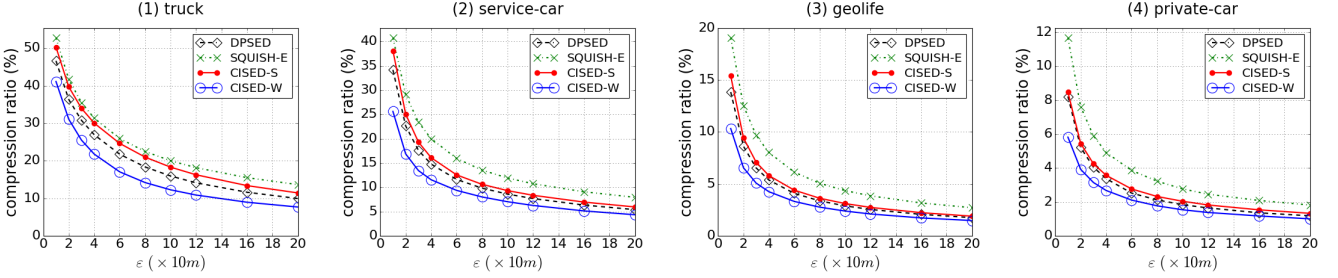 (1) truck
compression ratio (%)
50
40
30
20
10
0
DPSED
SQUISH-E
CISED-S
CISED-W
0 2 4 6 8 10 12 14 16 18 20
ε (×10m)
(2) service-car
compression ratio (%)
40
35
30
25
20
15
10
5
0
DPSED
SQUISH-E
CISED-S
CISED-W
0 2 4 6 8 10 12 14 16 18 20
ε (×10m)
(3) geolife
compression ratio (%)
20
15
10
5
0
DPSED
SQUISH-E
CISED-S
CISED-W
0 2 4 6 8 10 12 14 16 18 20
ε (×10m)
(4) private-car
compression ratio (%)
12
10
8
6
4
2
0
DPSED
SQUISH-E
CISED-S
CISED-W
0 2 4 6 8 10 12 14 16 18 20
ε (×10m)